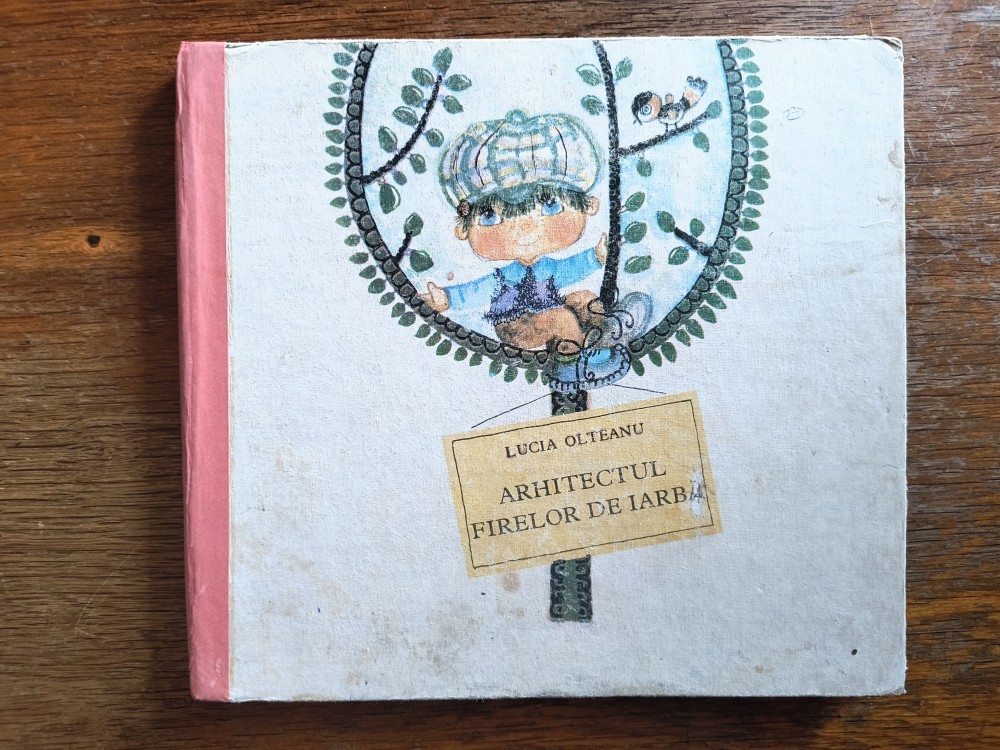 LUCIA OLTEANU
ARHITECTUL
FIRELOR DE IARBĂ